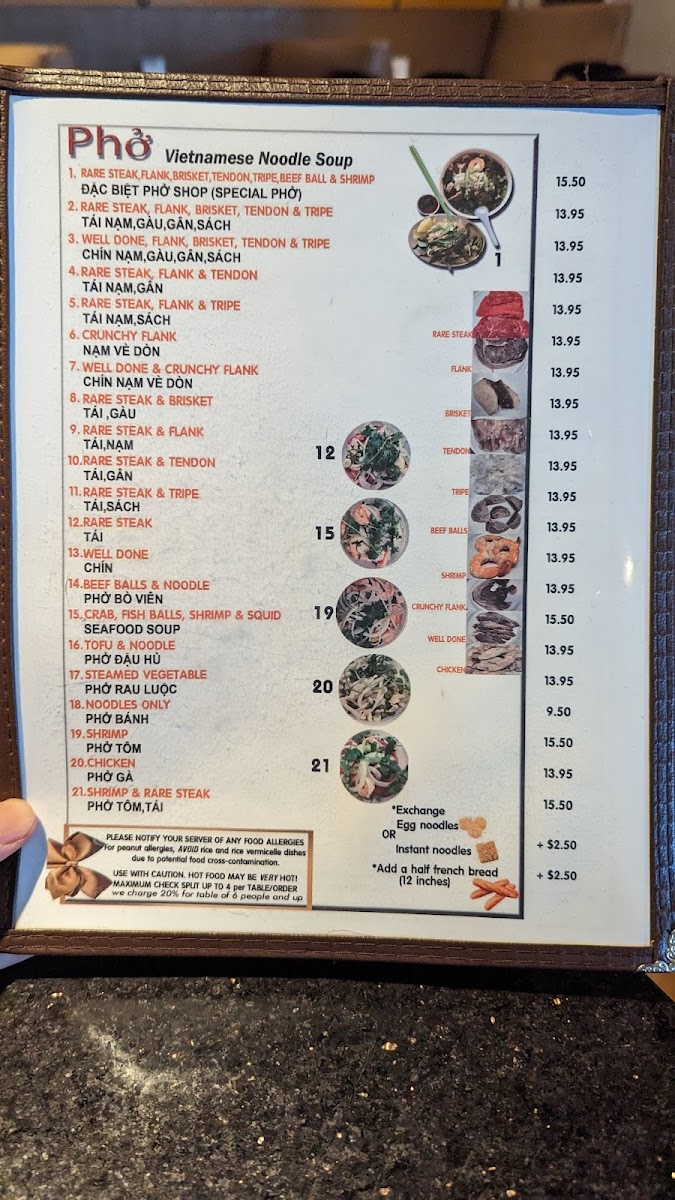 Phở Vietnamese Noodle Soup
1. RARE STEAK,FLANK,BRISKET,TENDON,TRIPE,BEEF BALL & SHRIMP 15.50
ĐẶC BIỆT PHỞ SHOP (SPECIAL PHỞ)
2. RARE STEAK, FLANK, BRISKET, TENDON & TRIPE 13.95
TÁI NẠM,GÀU,GÂN,SÁCH
3. WELL DONE, FLANK, BRISKET, TENDON & TRIPE 13.95
CHÍN NẠM,GÀU,GÂN,SÁCH
1
4. RARE STEAK, FLANK & TENDON 13.95
TÁI NẠM,GÂN
5. RARE STEAK, FLANK & TRIPE 13.95
TÁI NẠM,SÁCH
6. CRUNCHY FLANK 13.95
NẠM VÈ DÒN
7. WELL DONE & CRUNCHY FLANK 13.95
CHÍN NẠM VÈ DÒN
8. RARE STEAK & BRISKET 13.95
TÁI ,GÀU
9. RARE STEAK & FLANK 13.95
TÁI,NẠM
10. RARE STEAK & TENDON 13.95
TÁI,GÂN
11. RARE STEAK & TRIPE 13.95
TÁI,SÁCH
12. RARE STEAK 13.95
TÁI
13. WELL DONE 13.95
CHÍN
14. BEEF BALLS & NOODLE 13.95
PHỞ BÒ VIÊN
15. CRAB, FISH BALLS, SHRIMP & SQUID 15.50
SEAFOOD SOUP
16. TOFU & NOODLE 13.95
PHỞ ĐẬU HỦ
17. STEAMED VEGETABLE 13.95
PHỞ RAU LUỘC
18. NOODLES ONLY 9.50
PHỞ BÁNH
19. SHRIMP 15.50
PHỞ TÔM
20. CHICKEN 13.95
PHỞ GÀ
21. SHRIMP & RARE STEAK 15.50
PHỞ TÔM,TÁI
12
15
19
20
21
RARE STEAK
FLANK
BRISKET
TENDON
TRIPE
BEEF BALLS
SHRIMP
CRUNCHY FLANK
WELL DONE
CHICKEN
*Exchange
Egg noodles
OR
Instant noodles + $2.50
*Add a half french bread + $2.50
(12 inches)
PLEASE NOTIFY YOUR SERVER OF ANY FOOD ALLERGIES
For peanut allergies, AVOID rice and rice vermicelle dishes
due to potential food cross-contamination.
USE WITH CAUTION. HOT FOOD MAY BE VERY HOT!
MAXIMUM CHECK SPLIT UP TO 4 per TABLE/ORDER
we charge 20% for table of 6 people and up